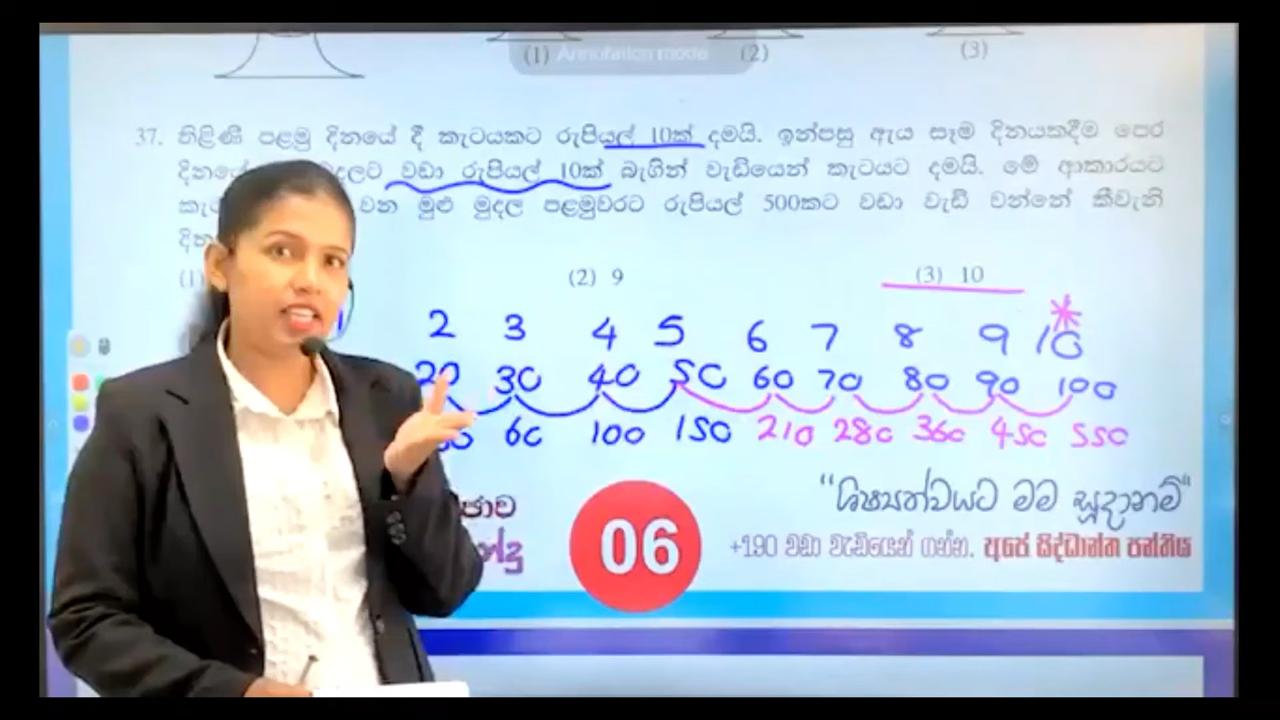 (1) Annotation mode (2) (3)
37. තිළිණී පළමු දිනයේ දී කැටයකට රුපියල් 10ක් දමයි. ඉන්පසු ඇය සෑම දිනයකදීම පෙර
වඩා රුපියල් 10ක් බැගින් වැඩියෙන් කැටයට දමයි. මේ ආකාරයට
වන මුළු මුදල පළමුවරට රුපියල් 500කට වඩා වැඩි වන්නේ කීවැනි
(2) 9 (3) 10
1 2 3 4 5 6 7 8 9 10
20 30 40 50 60 70 80 90 100
60 100 150 210 280 360 450 550
"ශිෂ්‍යත්වයට මම සූදානම්"
06
+190 වඩා වැඩියෙන් ගන්න. අපේ සිද්ධාන්ත පන්තිය